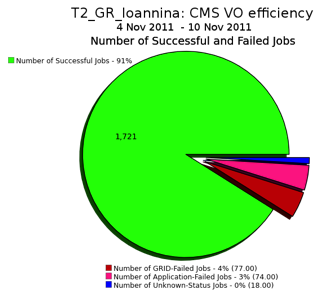 T2_GR_Ioannina: CMS VO efficiency
4 Nov 2011 - 10 Nov 2011
Number of Successful and Failed Jobs
Number of Successful Jobs - 91%
1,721
Number of GRID-Failed Jobs - 4% (77.00)
Number of Application-Failed Jobs - 3% (74.00)
Number of Unknown-Status Jobs - 0% (18.00)